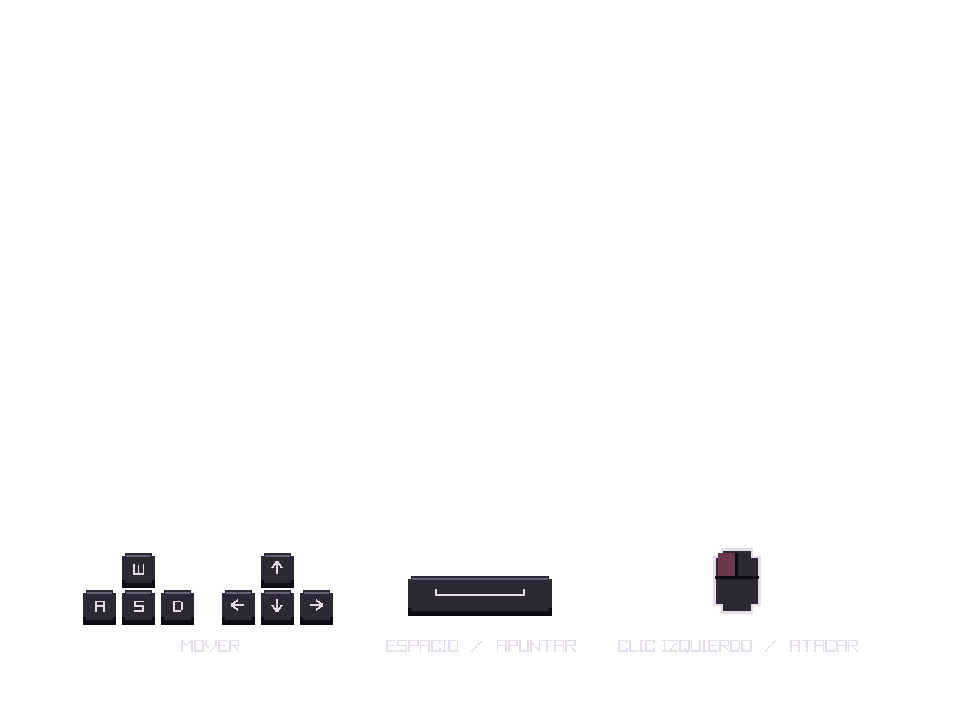 W
A S D
MOVER
ESPACIO / APUNTAR
CLIC IZQUIERDO / ATACAR